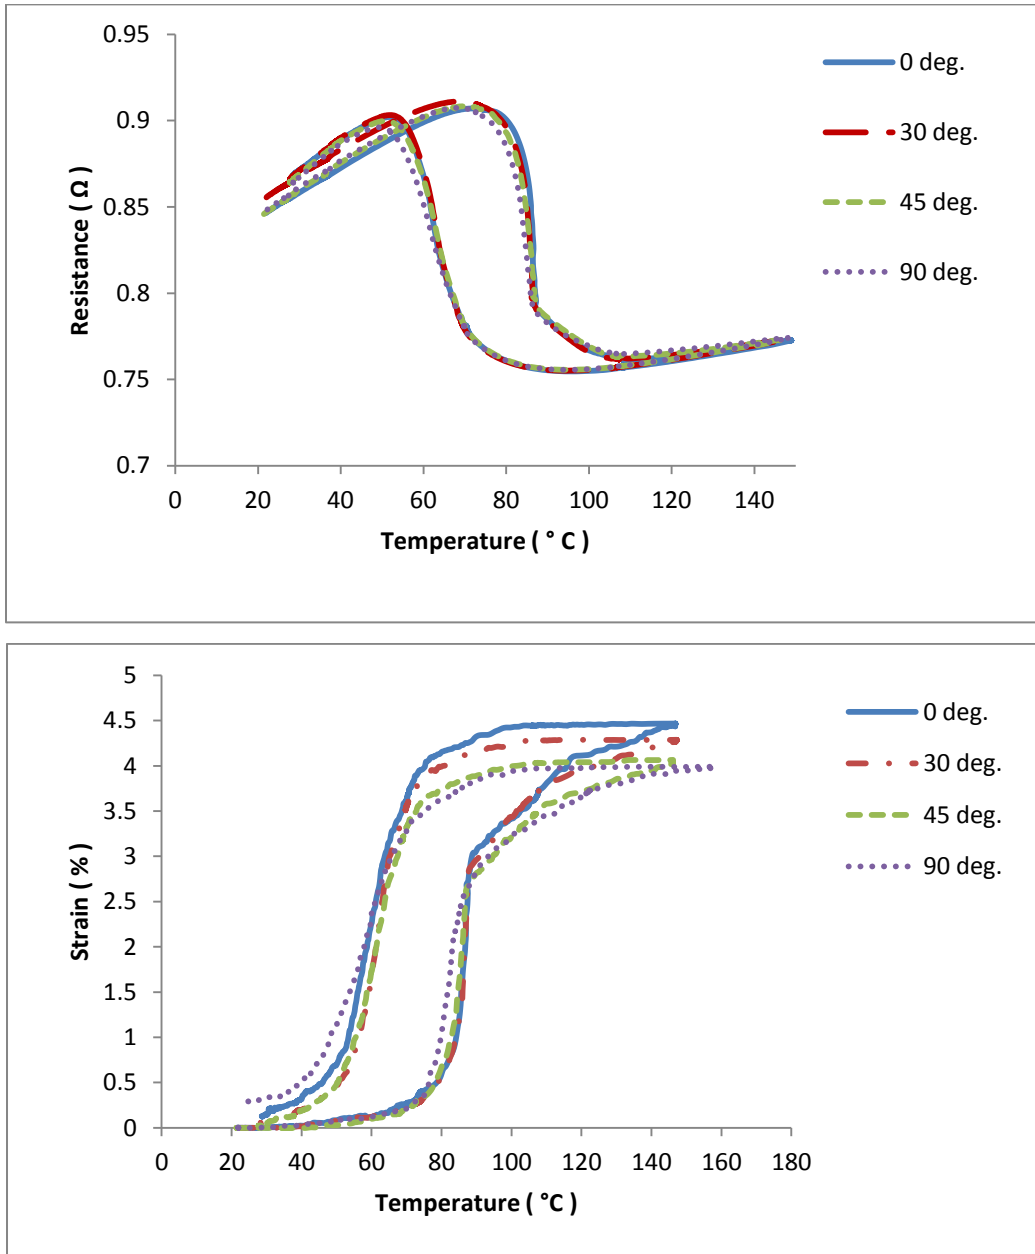 0.95
0.9
0.85
0.8
0.75
0.7
Resistance ( Ω )
0 20 40 60 80 100 120 140
Temperature ( ° C )
0 deg.
30 deg.
45 deg.
90 deg.
5
4.5
4
3.5
3
2.5
2
1.5
1
0.5
0
Strain ( % )
0 20 40 60 80 100 120 140 160 180
Temperature ( °C )
0 deg.
30 deg.
45 deg.
90 deg.